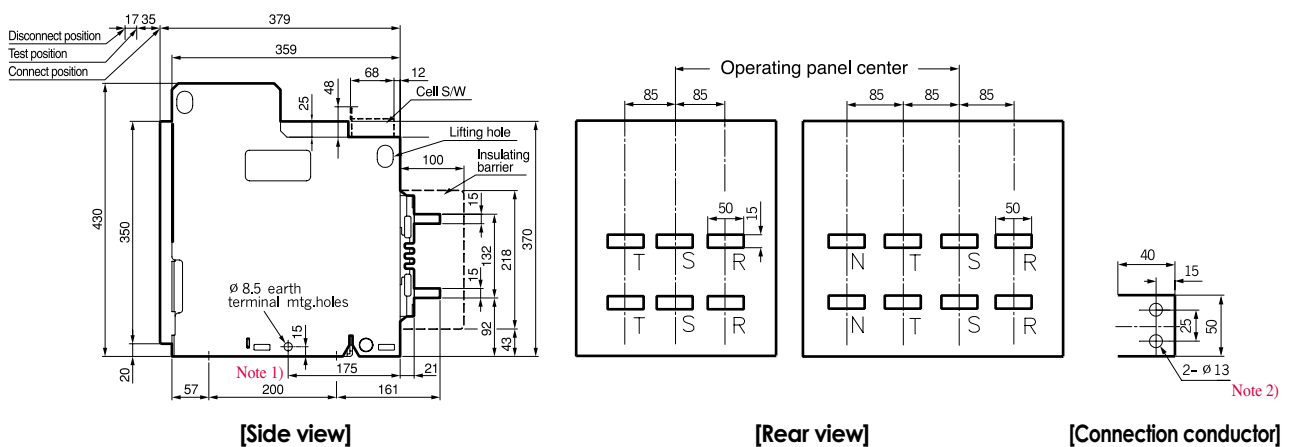 17 35
379
Disconnect position
Test position
Connect position
359
68
12
48
Cell S/W
25
Lifting hole
Insulating
barrier
100
430
350
15
132
218
370
15
Ø 8.5 earth
terminal mtg.holes
15
92
43
20
Note 1)
175
21
57
200
161
[Side view]
Operating panel center
85
85
50
15
T S R
T S R
85
85
85
50
N T S R
N T S R
[Rear view]
40
15
25
50
2- Ø 13
Note 2)
[Connection conductor]